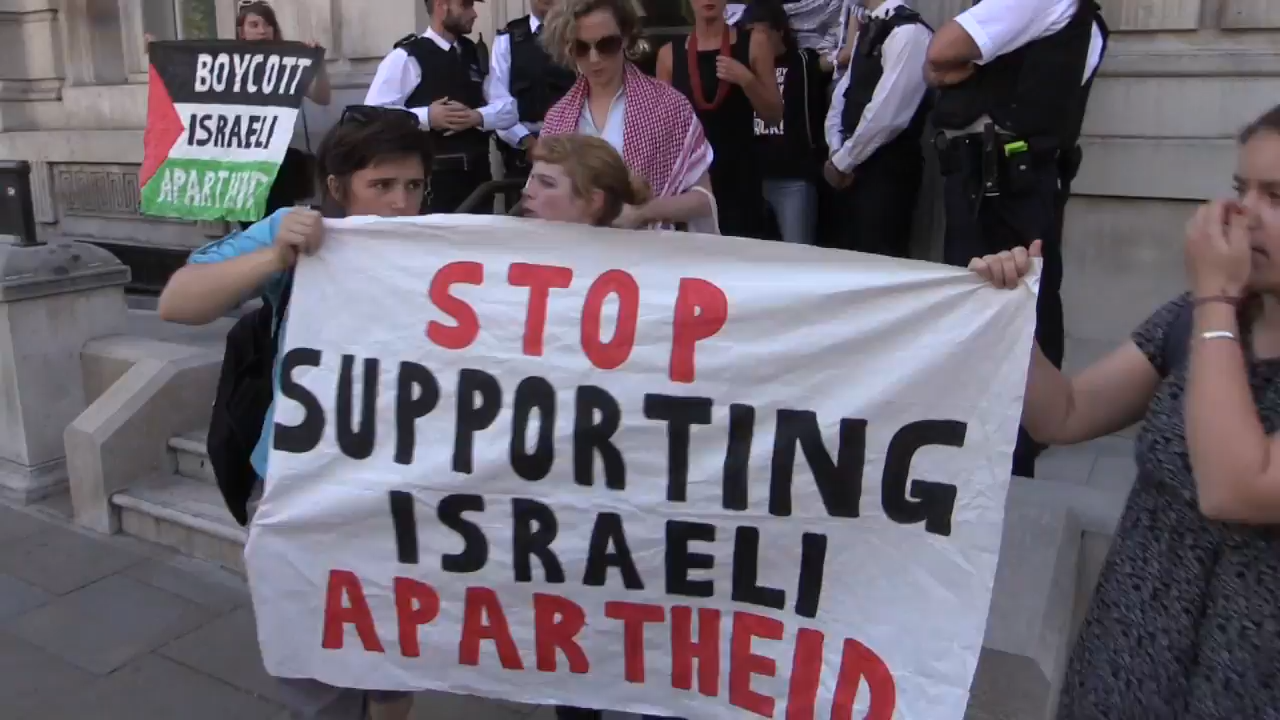 BOYCOTT
ISRAELI
APARTHEID
STOP
SUPPORTING
ISRAELI
APARTHEID